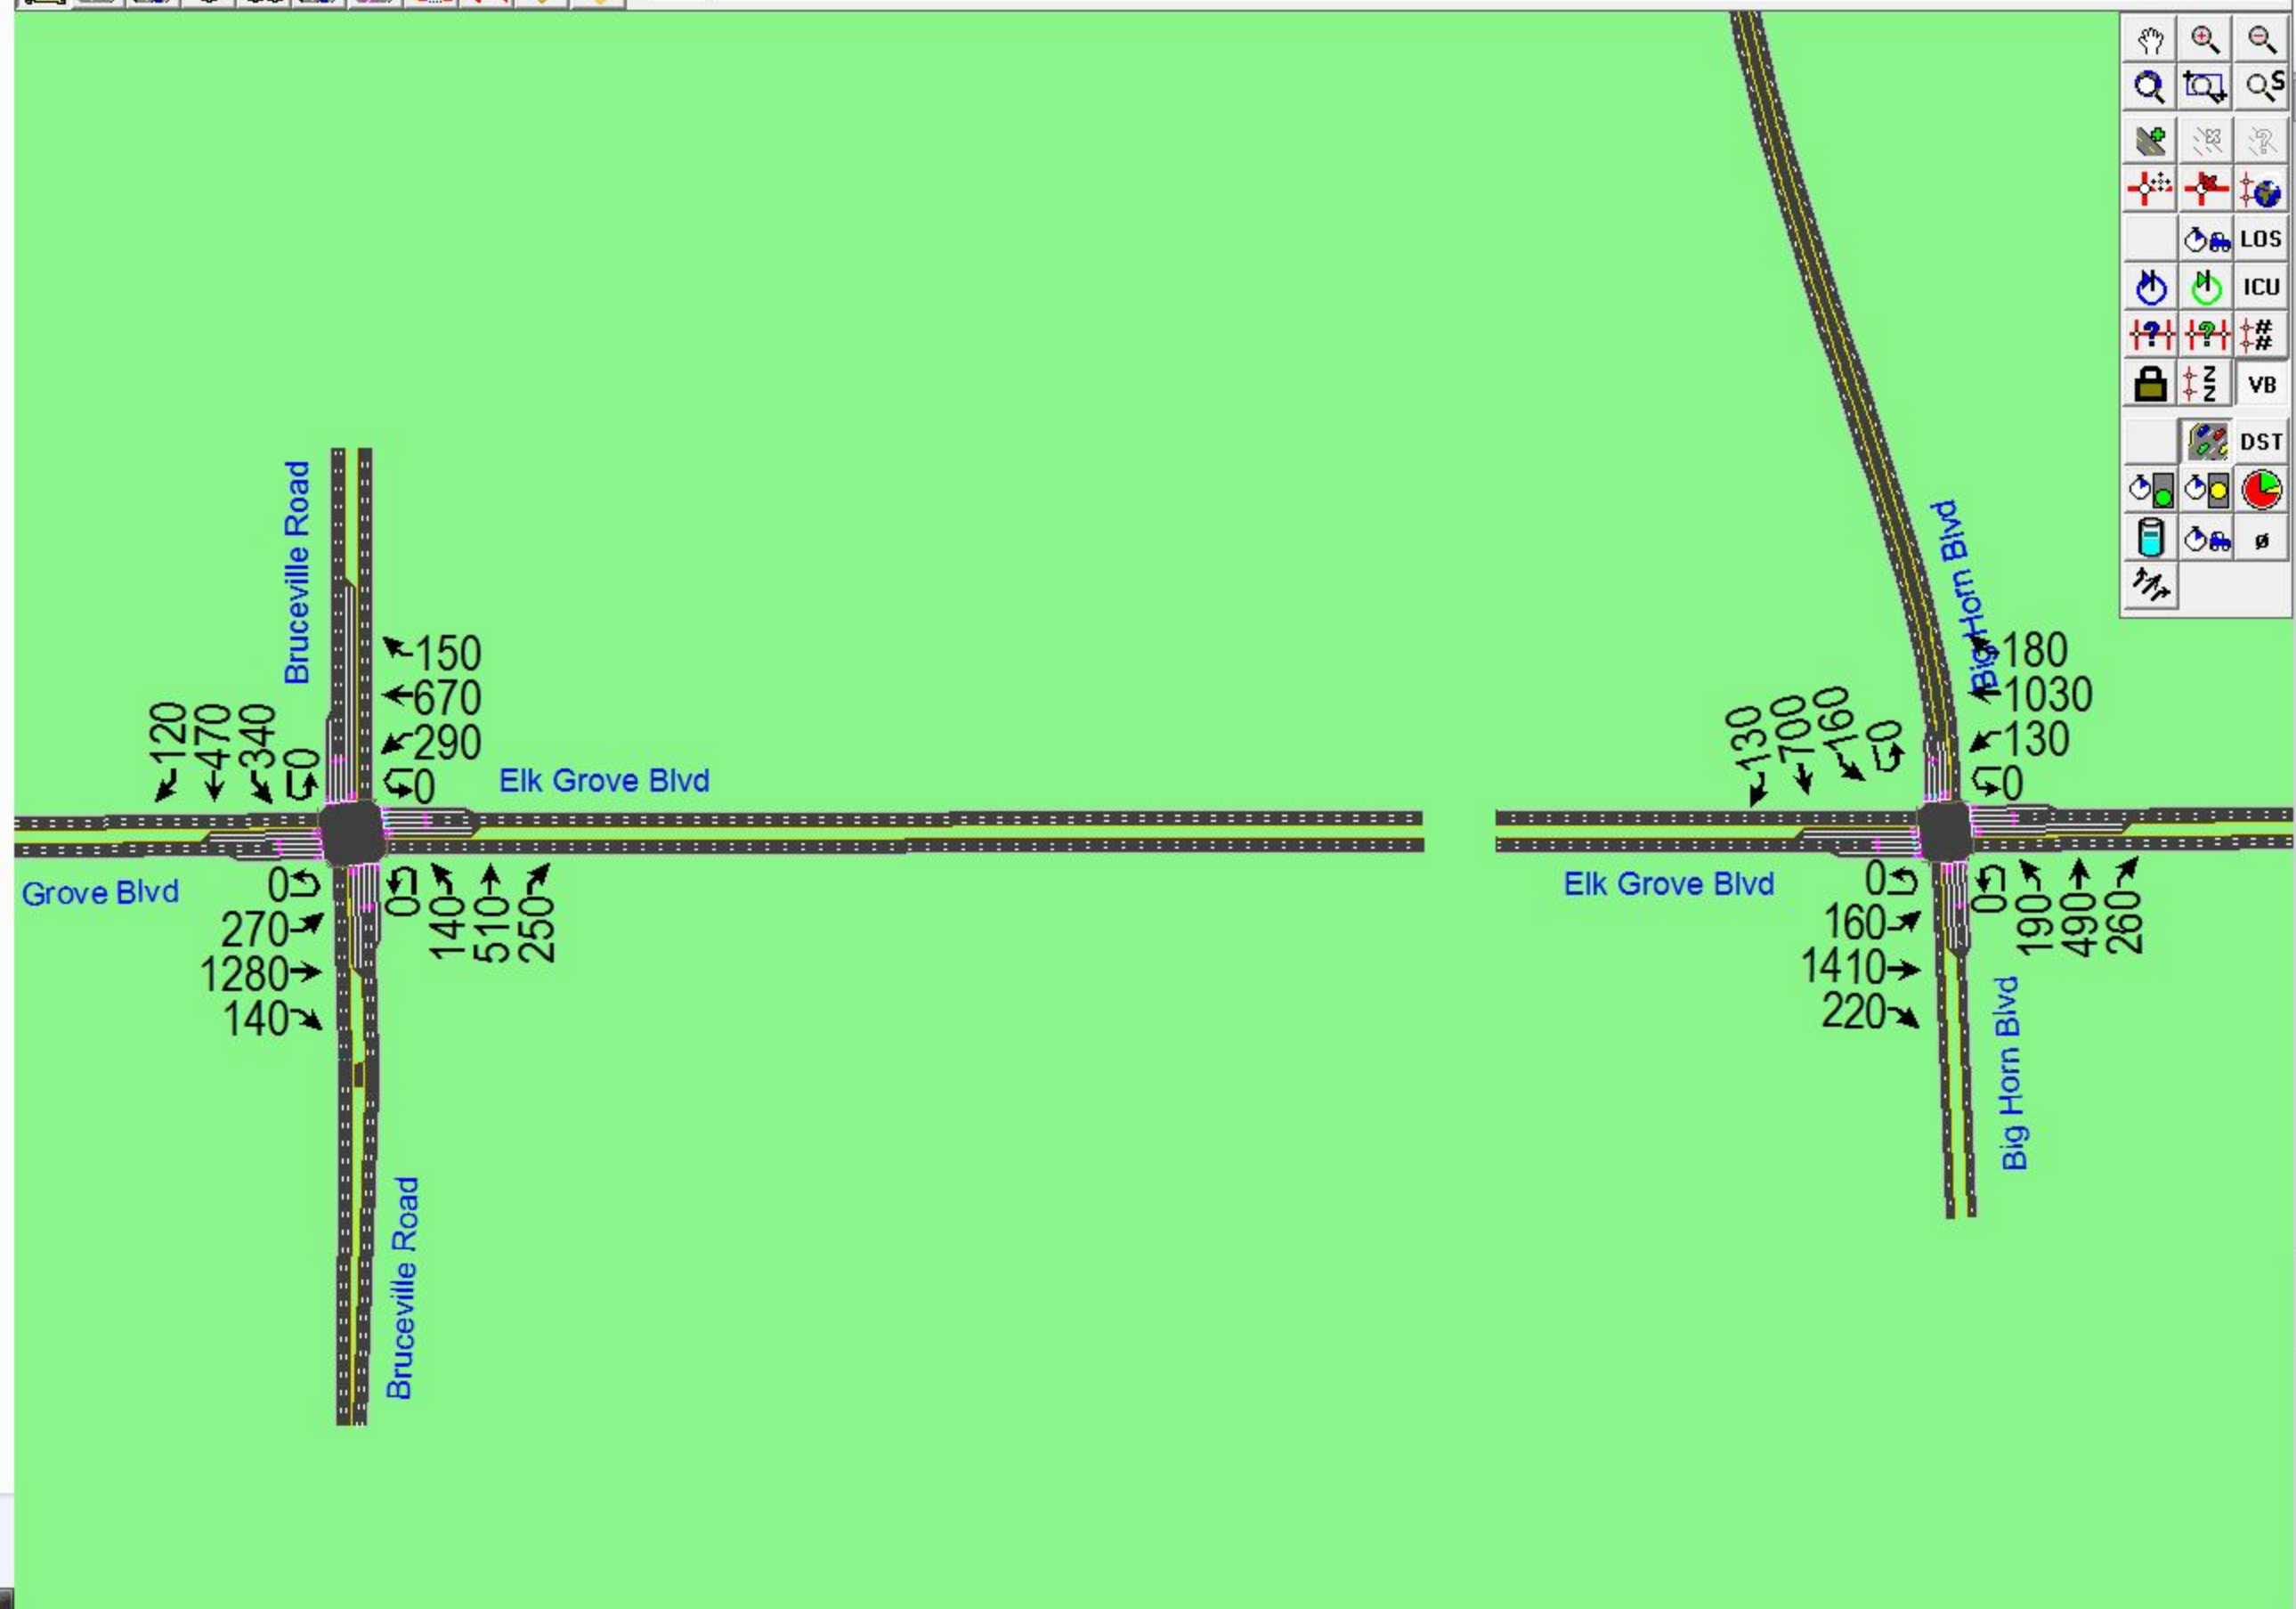 LOS
ICU
#
#
Z
Z
VB
DST
ø
S
Bruceville Road
150
670
290
0
120
470
340
0
Elk Grove Blvd
Grove Blvd
0
270
1280
140
0
140
510
250
Bruceville Road
Big Horn Blvd
180
1030
130
0
130
700
160
0
Elk Grove Blvd
0
160
1410
220
0
190
490
260
Big Horn Blvd